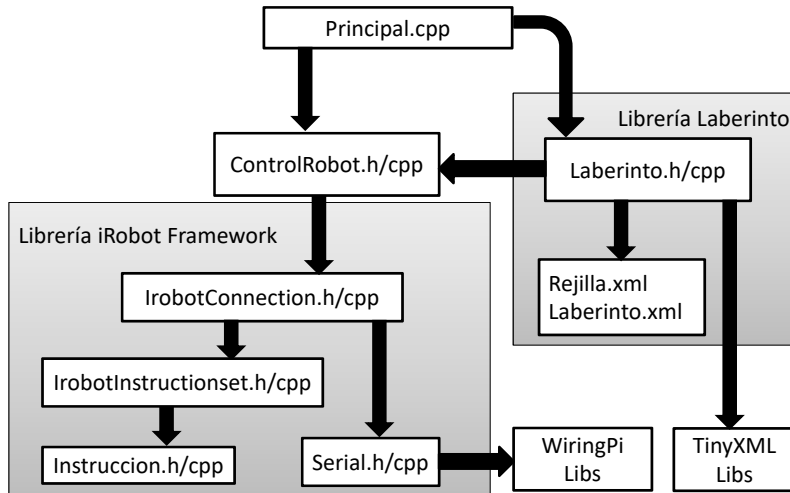 Principal.cpp
Librería Laberinto
ControlRobot.h/cpp
Laberinto.h/cpp
Librería iRobot Framework
IrobotConnection.h/cpp
Rejilla.xml
Laberinto.xml
IrobotInstructionset.h/cpp
Instruccion.h/cpp
Serial.h/cpp
WiringPi
Libs
TinyXML
Libs